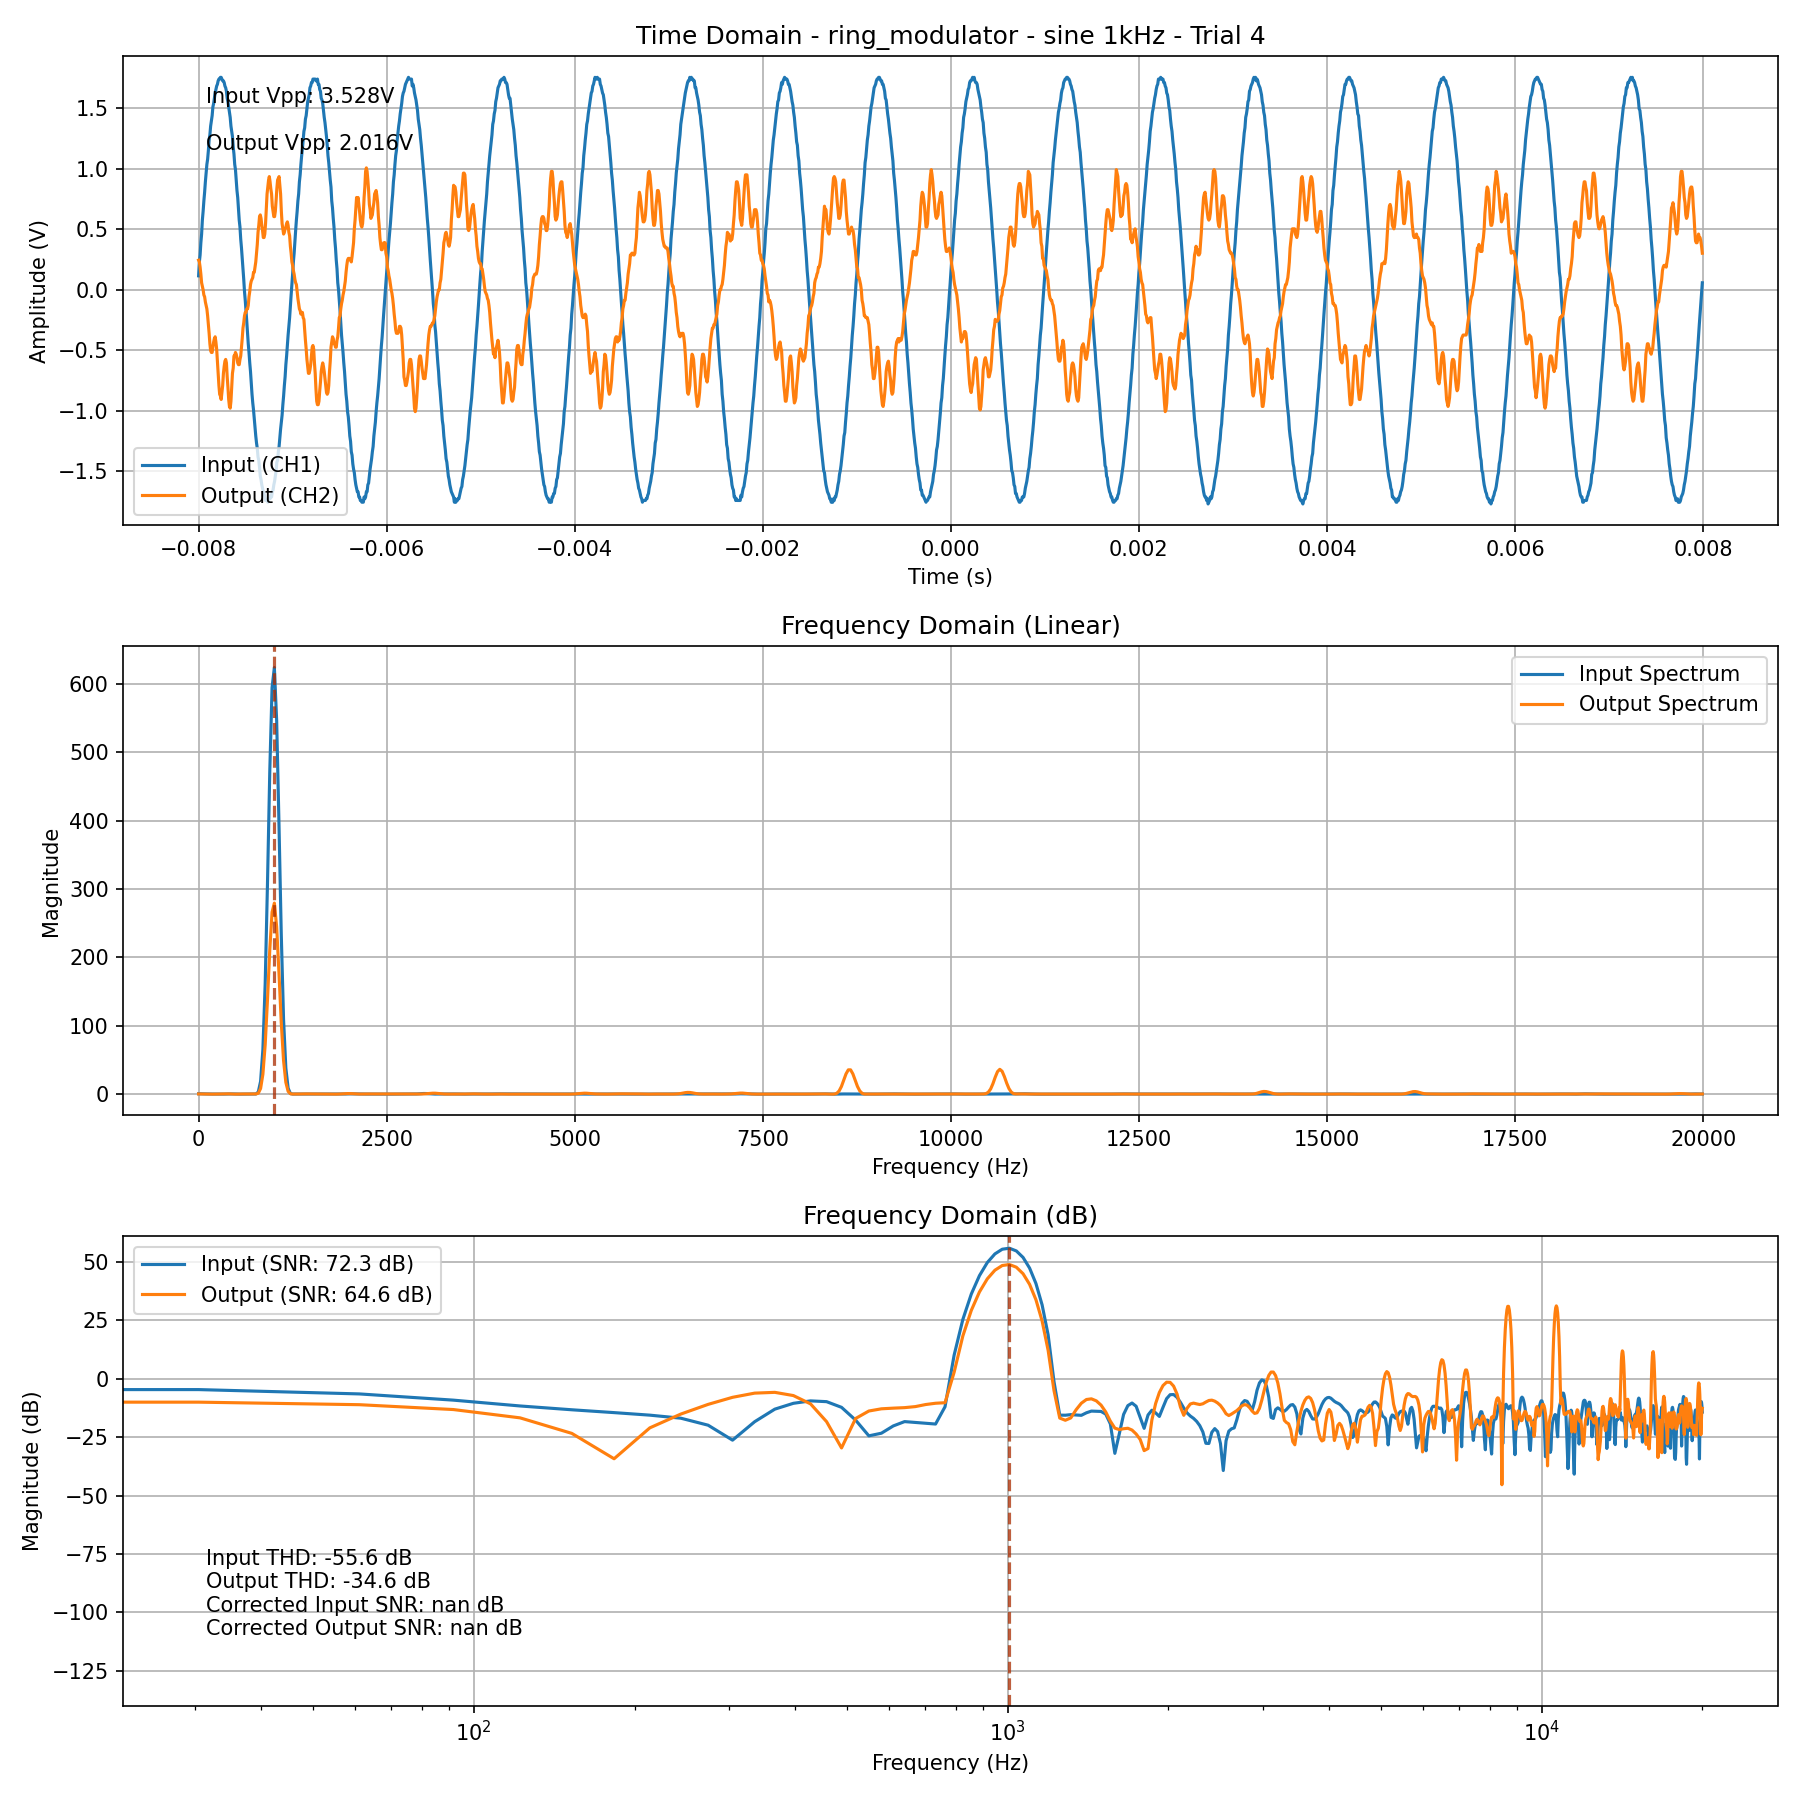 Time Domain - ring_modulator - sine 1kHz - Trial 4
Amplitude (V)
1.5
1.0
0.5
0.0
−0.5
−1.0
−1.5
Input Vpp: 3.528V
Output Vpp: 2.016V
Input (CH1)
Output (CH2)
−0.008 −0.006 −0.004 −0.002 0.000 0.002 0.004 0.006 0.008
Time (s)
Frequency Domain (Linear)
Magnitude
600
500
400
300
200
100
0
Input Spectrum
Output Spectrum
0 2500 5000 7500 10000 12500 15000 17500 20000
Frequency (Hz)
Frequency Domain (dB)
Magnitude (dB)
50
25
0
−25
−50
−75
−100
−125
Input (SNR: 72.3 dB)
Output (SNR: 64.6 dB)
Input THD: -55.6 dB
Output THD: -34.6 dB
Corrected Input SNR: nan dB
Corrected Output SNR: nan dB
10² 10³ 10⁴
Frequency (Hz)